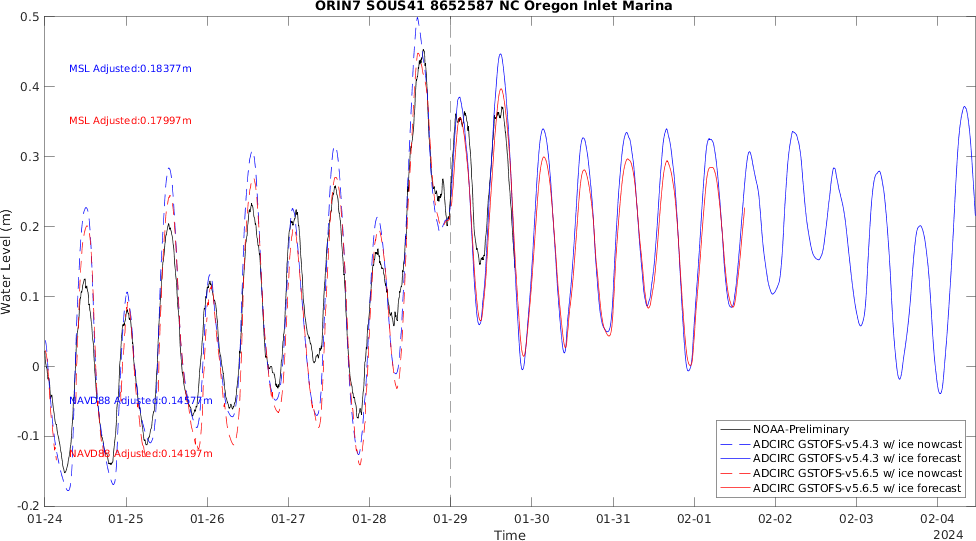 ORIN7 SOUS41 8652587 NC Oregon Inlet Marina
0.5
MSL Adjusted:0.18377m
0.4
MSL Adjusted:0.17997m
0.3
0.2
Water Level (m)
0.1
0
NAVD88 Adjusted:0.14577m
-0.1
NAVD88 Adjusted:0.14197m
NOAA-Preliminary
ADCIRC GSTOFS-v5.4.3 w/ ice nowcast
ADCIRC GSTOFS-v5.4.3 w/ ice forecast
ADCIRC GSTOFS-v5.6.5 w/ ice nowcast
ADCIRC GSTOFS-v5.6.5 w/ ice forecast
-0.2
01-24 01-25 01-26 01-27 01-28 01-29 01-30 01-31 02-01 02-02 02-03 02-04
Time 2024